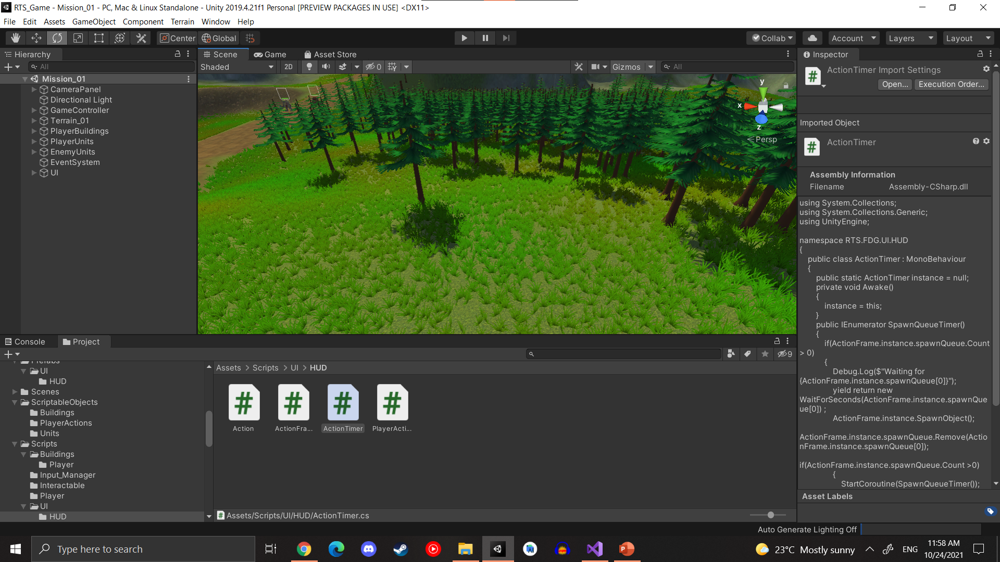 RTS_Game - Mission_01 - PC, Mac & Linux Standalone - Unity 2019.4.21f1 Personal [PREVIEW PACKAGES IN USE] <DX11>
File Edit Assets GameObject Component Terrain Window Help
Center Global Collab Account Layers Layout
Hierarchy
All
Mission_01
CameraPanel
Directional Light
GameController
Terrain_01
PlayerBuildings
PlayerUnits
EnemyUnits
EventSystem
UI
Scene Game Asset Store
Shaded 2D 0 Gizmos All
y
x
z
Persp
Inspector
ActionTimer Import Settings
Open... Execution Order...
Imported Object
ActionTimer
Assembly Information
Filename Assembly-CSharp.dll
using System.Collections;
using System.Collections.Generic;
using UnityEngine;
namespace RTS.FDG.UI.HUD
{
public class ActionTimer : MonoBehaviour
{
public static ActionTimer instance = null;
private void Awake()
{
instance = this;
}
public IEnumerator SpawnQueueTimer()
{
if(ActionFrame.instance.spawnQueue.Count
> 0)
{
Debug.Log($"Waiting for
{ActionFrame.instance.spawnQueue[0]}");
yield return new
WaitForSeconds(ActionFrame.instance.spawnQue
ue[0]) ;
ActionFrame.instance.SpawnObject();
ActionFrame.instance.spawnQueue.Remove(Actio
nFrame.instance.spawnQueue[0]);
if(ActionFrame.instance.spawnQueue.Count >0)
{
StartCoroutine(SpawnQueueTimer());
Asset Labels
Console Project
9
Prefabs
UI
HUD
Scenes
ScriptableObjects
Buildings
PlayerActions
Units
Scripts
Buildings
Player
Input_Manager
Interactable
Player
UI
HUD
Assets > Scripts > UI > HUD
Action ActionFra... ActionTimer PlayerActi...
Assets/Scripts/UI/HUD/ActionTimer.cs
Auto Generate Lighting Off
Type here to search
23°C Mostly sunny
ENG
11:58 AM
10/24/2021